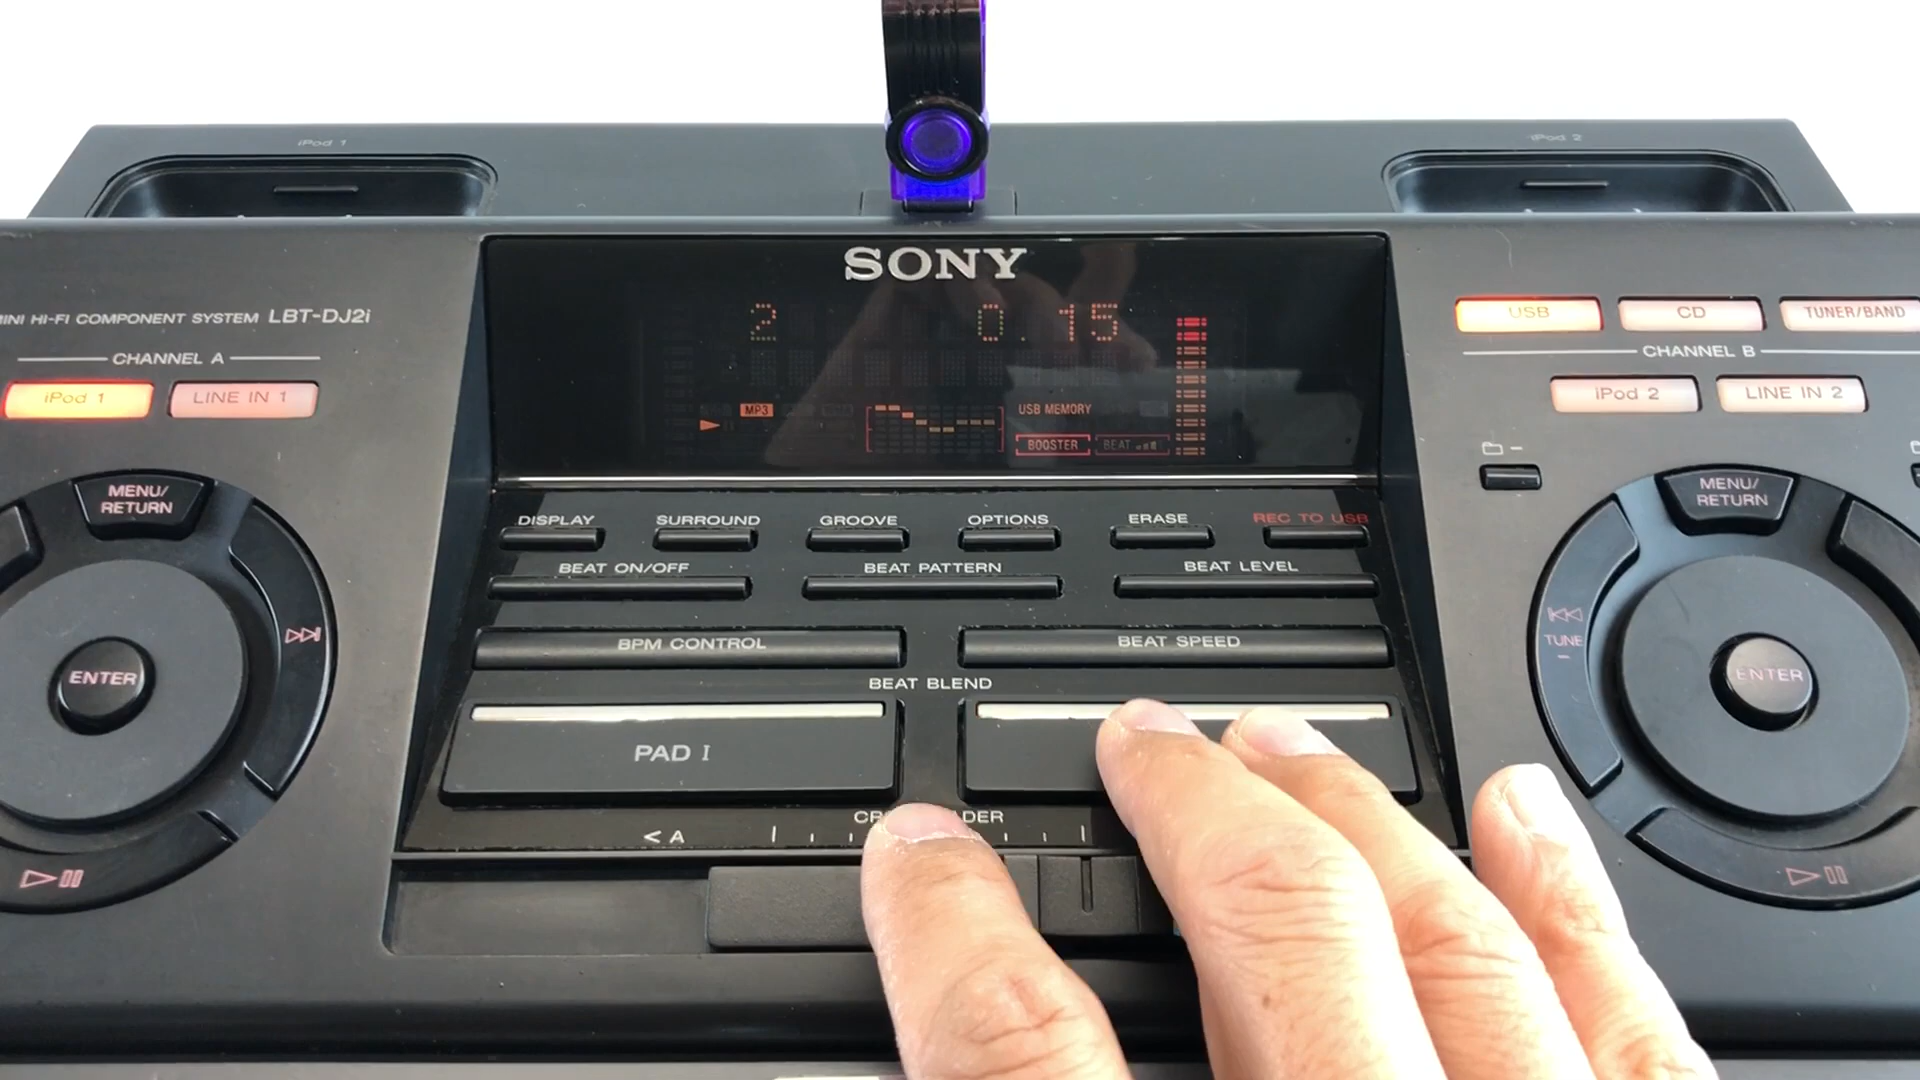 iPod 1
iPod 2
SONY
MINI HI-FI COMPONENT SYSTEM LBT-DJ2i
CHANNEL A
iPod 1
LINE IN 1
2 0.15
MP3
USB MEMORY
BOOSTER
BEAT
USB
CD
TUNER/BAND
CHANNEL B
iPod 2
LINE IN 2
MENU/
RETURN
ENTER
DISPLAY
SURROUND
GROOVE
OPTIONS
ERASE
REC TO USB
BEAT ON/OFF
BEAT PATTERN
BEAT LEVEL
BPM CONTROL
BEAT SPEED
BEAT BLEND
PAD I
< A
MENU/
RETURN
TUNE
–
ENTER